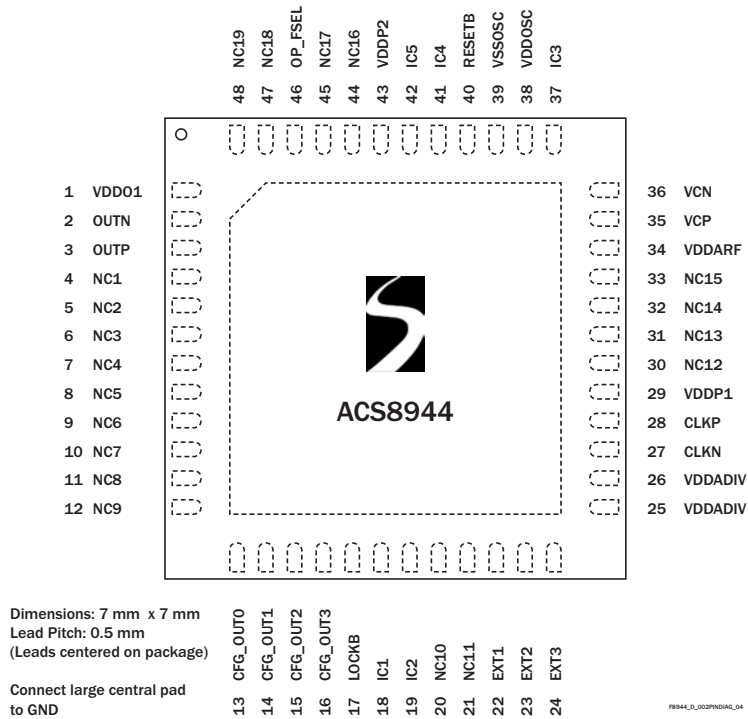 48 NC19
47 NC18
46 OP_FSEL
45 NC17
44 NC16
43 VDDP2
42 IC5
41 IC4
40 RESETB
39 VSSOSC
38 VDDOSC
37 IC3
1 VDDO1
2 OUTN
3 OUTP
4 NC1
5 NC2
6 NC3
7 NC4
8 NC5
9 NC6
10 NC7
11 NC8
12 NC9
ACS8944
36 VCN
35 VCP
34 VDDARF
33 NC15
32 NC14
31 NC13
30 NC12
29 VDDP1
28 CLKP
27 CLKN
26 VDDADIV
25 VDDADIV
13 CFG_OUT0
14 CFG_OUT1
15 CFG_OUT2
16 CFG_OUT3
17 LOCKB
18 IC1
19 IC2
20 NC10
21 NC11
22 EXT1
23 EXT2
24 EXT3
Dimensions: 7 mm x 7 mm
Lead Pitch: 0.5 mm
(Leads centered on package)
Connect large central pad
to GND
F8944_D_002PINDIAG_04